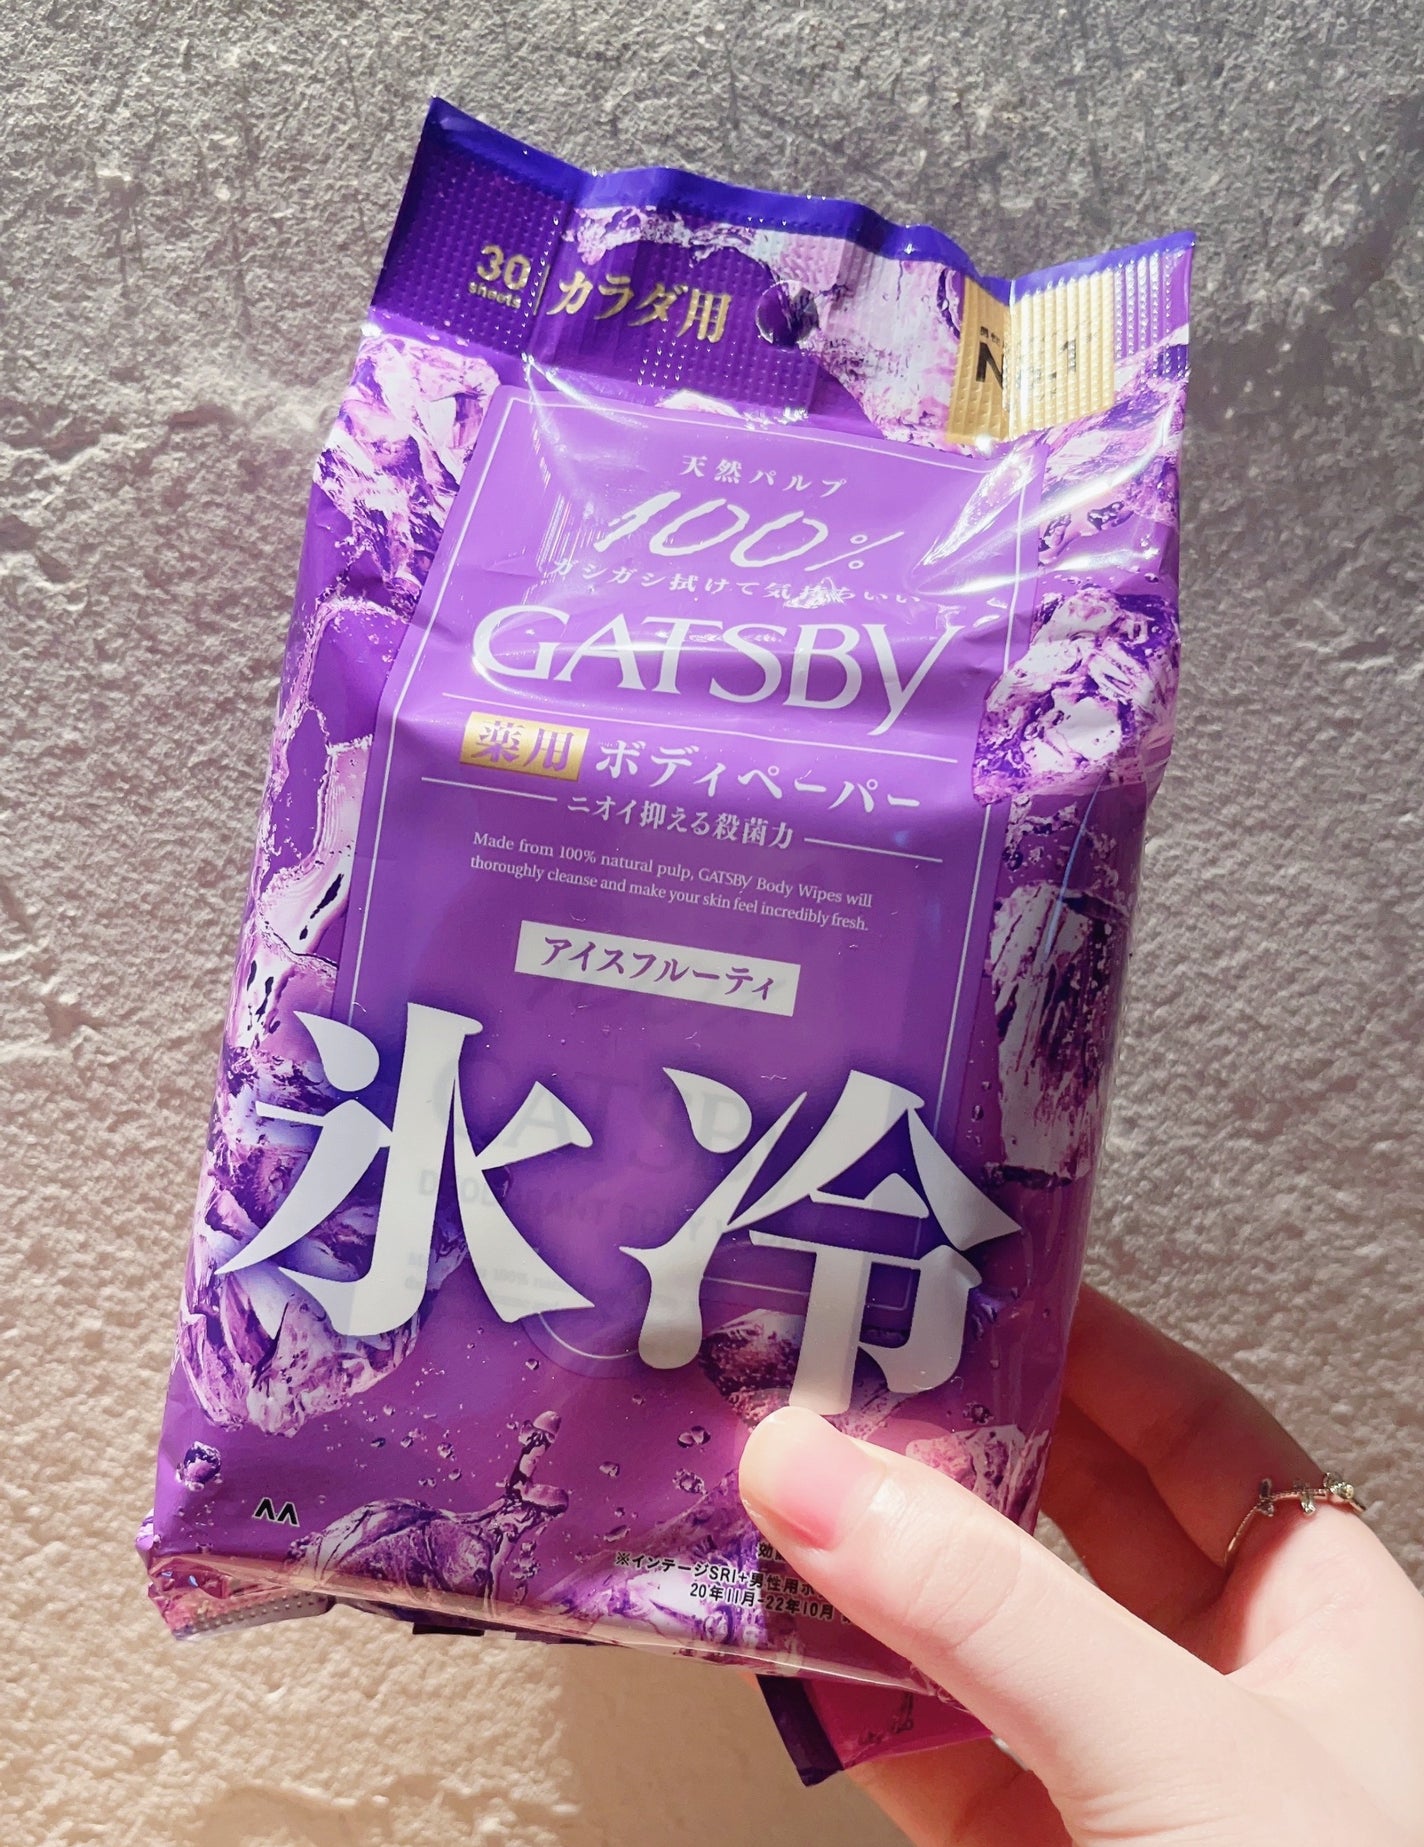 30 sheets カラダ用
天然パルプ
100%
ガシガシ拭けて気持ちいい
GATSBY
薬用 ボディペーパー
ニオイ抑える殺菌力
Made from 100% natural pulp, GATSBY Body Wipes will
thoroughly cleanse and make your skin feel incredibly fresh.
アイスフルーティ
氷冷
※インテージSRI+男性用ボ
20年11月-22年10月